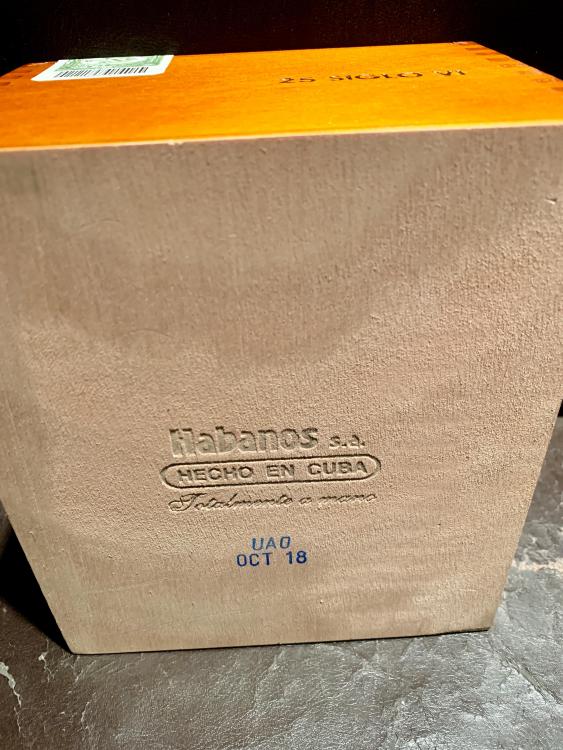 25 SIGLO VI
Habanos s.a.
HECHO EN CUBA
Totalmente a mano
UAO
OCT 18